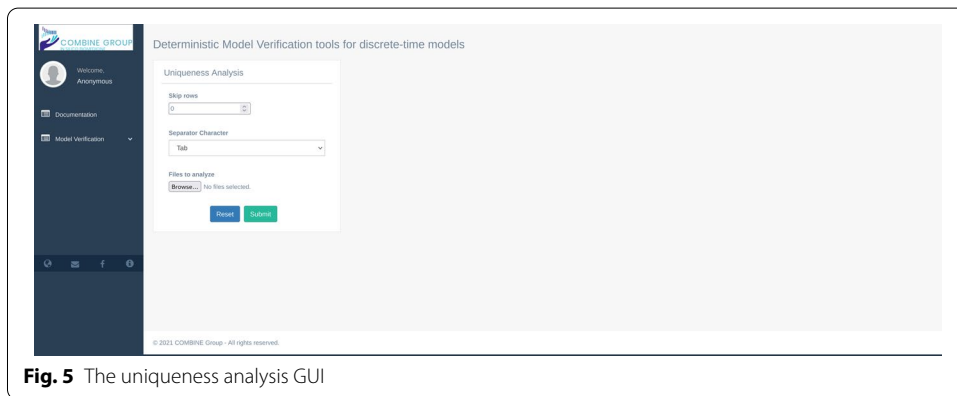 COMBINE GROUP
Welcome,
Anonymous
Documentation
Model Verification
Deterministic Model Verification tools for discrete-time models
Uniqueness Analysis
Skip rows
0
Separator Character
Tab
Files to analyze
Browse... No files selected.
Reset Submit
© 2021 COMBINE Group - All rights reserved.
Fig. 5 The uniqueness analysis GUI